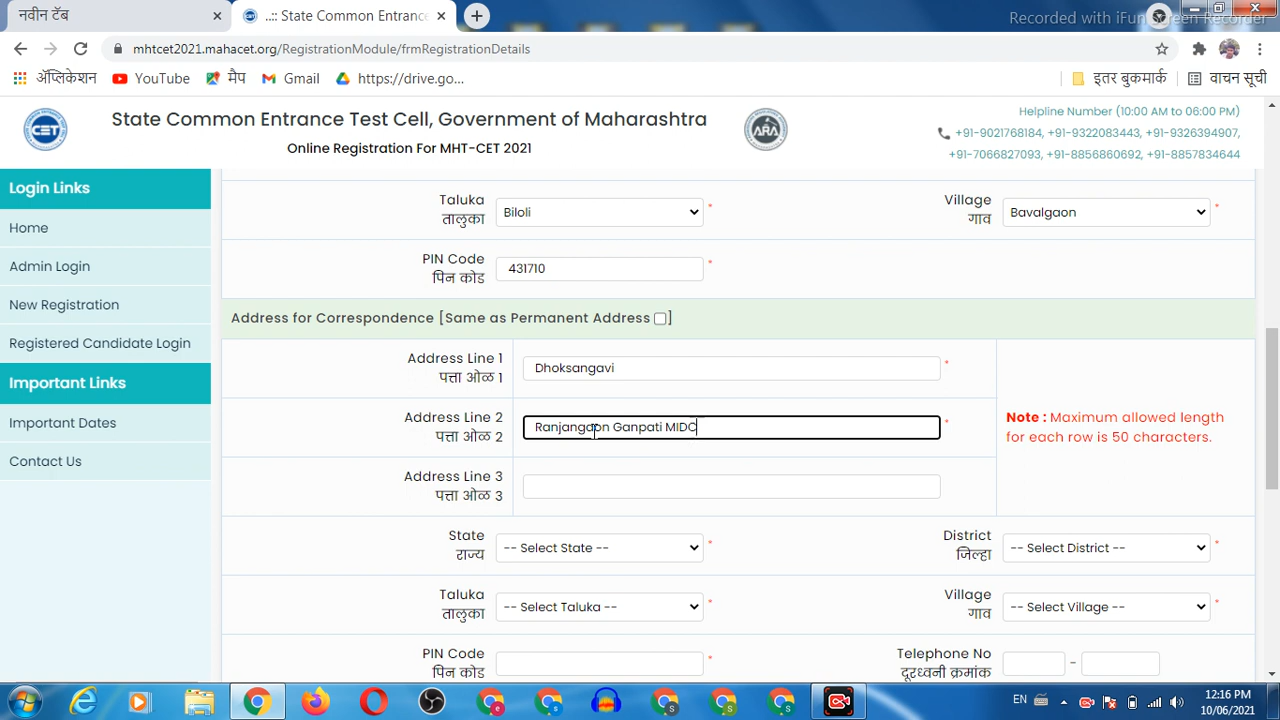 नवीन टॅब
..:: State Common Entrance
Recorded with iFun Screen Recorder
mhtcet2021.mahacet.org/RegistrationModule/frmRegistrationDetails
ॲप्लिकेशन
YouTube
मॅप
Gmail
https://drive.go...
इतर बुकमार्क
वाचन सूची
CET
State Common Entrance Test Cell, Government of Maharashtra
Online Registration For MHT-CET 2021
ARA
Helpline Number (10:00 AM to 06:00 PM)
+91-9021768184, +91-9322083443, +91-9326394907,
+91-7066827093, +91-8856860692, +91-8857834644
Login Links
Home
Admin Login
New Registration
Registered Candidate Login
Important Links
Important Dates
Contact Us
Taluka
तालुका
Biloli
*
Village
गाव
Bavalgaon
*
PIN Code
पिन कोड
431710
*
Address for Correspondence [Same as Permanent Address ]
Address Line 1
पत्ता ओळ 1
Dhoksangavi
*
Address Line 2
पत्ता ओळ 2
Ranjangaon Ganpati MIDC
*
Address Line 3
पत्ता ओळ 3
Note : Maximum allowed length
for each row is 50 characters.
State
राज्य
-- Select State --
*
District
जिल्हा
-- Select District --
*
Taluka
तालुका
-- Select Taluka --
*
Village
गाव
-- Select Village --
*
PIN Code
पिन कोड
*
Telephone No
दूरध्वनी क्रमांक
-
EN
12:16 PM
10/06/2021